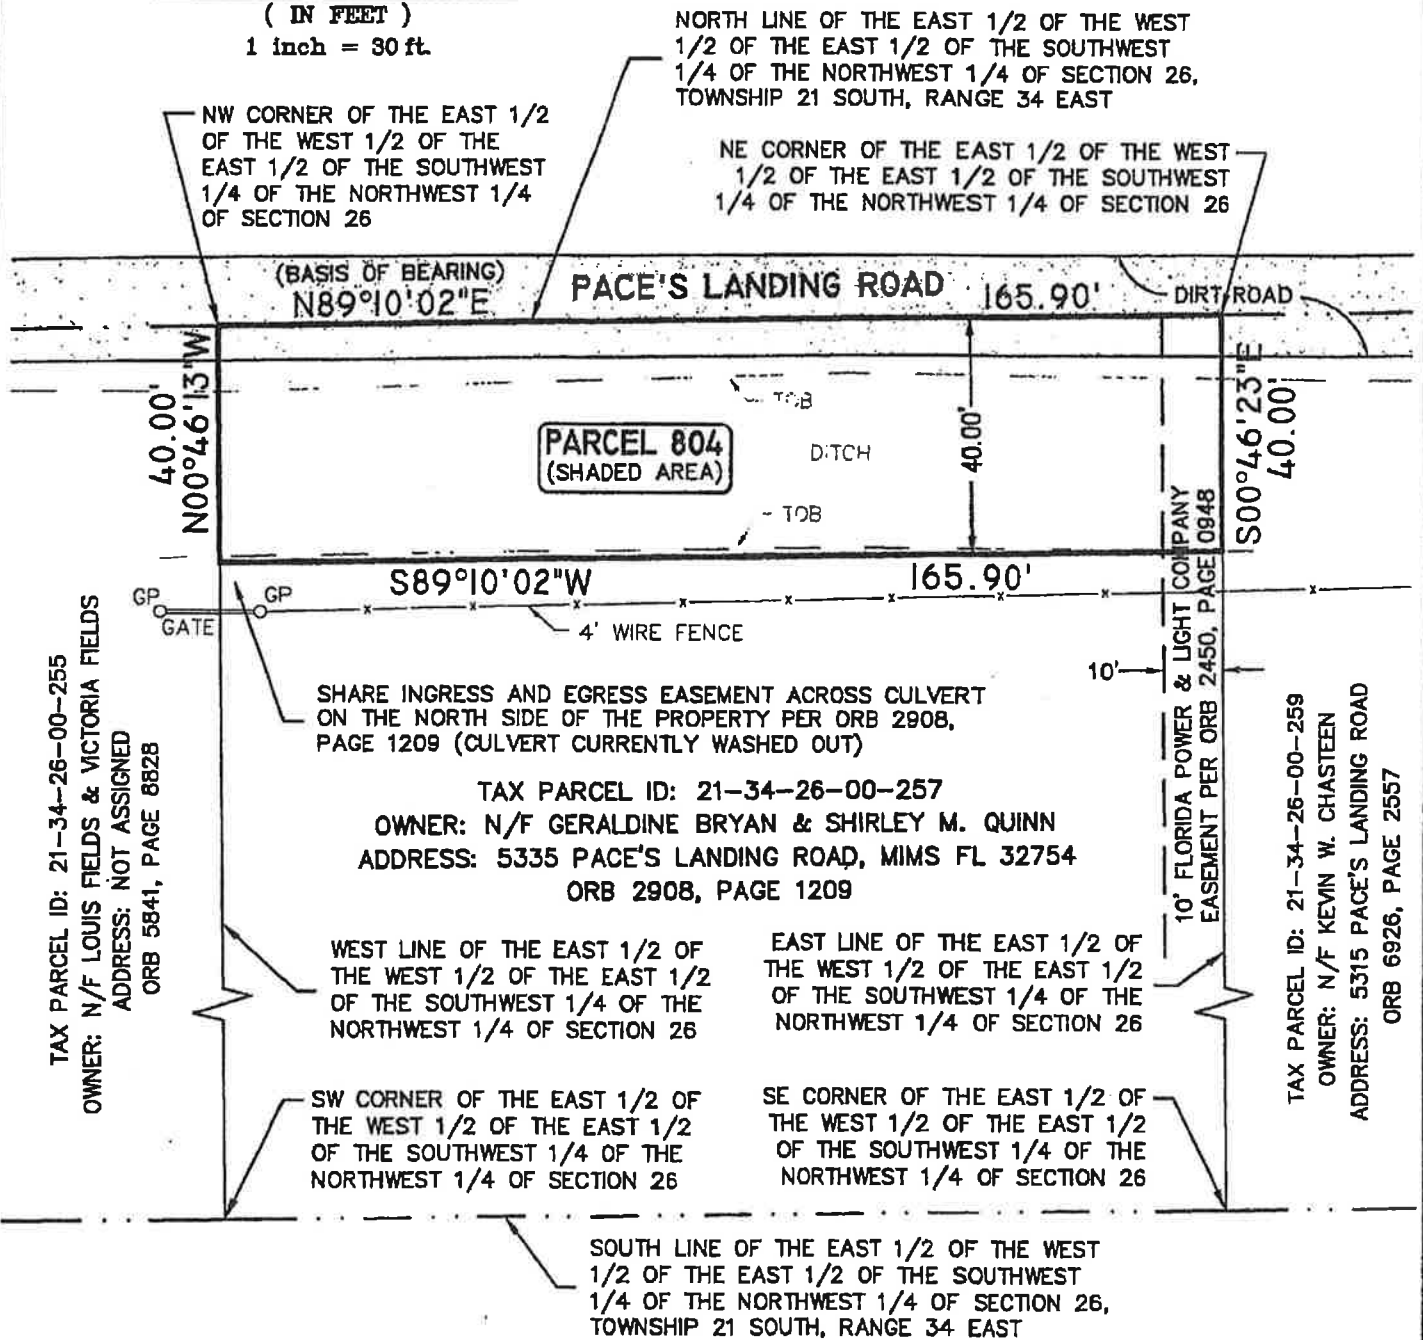 ( IN FEET )
1 inch = 30 ft.
NORTH LINE OF THE EAST 1/2 OF THE WEST
1/2 OF THE EAST 1/2 OF THE SOUTHWEST
1/4 OF THE NORTHWEST 1/4 OF SECTION 26,
TOWNSHIP 21 SOUTH, RANGE 34 EAST
NW CORNER OF THE EAST 1/2
OF THE WEST 1/2 OF THE
EAST 1/2 OF THE SOUTHWEST
1/4 OF THE NORTHWEST 1/4
OF SECTION 26
NE CORNER OF THE EAST 1/2 OF THE WEST
1/2 OF THE EAST 1/2 OF THE SOUTHWEST
1/4 OF THE NORTHWEST 1/4 OF SECTION 26
(BASIS OF BEARING)
N89°10'02"E
PACE'S LANDING ROAD
165.90'
DIRT ROAD
40.00'
N00°46'13"W
TOB
PARCEL 804
(SHADED AREA)
DITCH
40.00'
TOB
S00°46'23"E
40.00'
S89°10'02"W
165.90'
GP
GP
GATE
4' WIRE FENCE
10'
10' FLORIDA POWER & LIGHT COMPANY
EASEMENT PER ORB 2450, PAGE 0948
SHARE INGRESS AND EGRESS EASEMENT ACROSS CULVERT
ON THE NORTH SIDE OF THE PROPERTY PER ORB 2908,
PAGE 1209 (CULVERT CURRENTLY WASHED OUT)
TAX PARCEL ID: 21-34-26-00-257
OWNER: N/F GERALDINE BRYAN & SHIRLEY M. QUINN
ADDRESS: 5335 PACE'S LANDING ROAD, MIMS FL 32754
ORB 2908, PAGE 1209
TAX PARCEL ID: 21-34-26-00-255
OWNER: N/F LOUIS FIELDS & VICTORIA FIELDS
ADDRESS: NOT ASSIGNED
ORB 5841, PAGE 8828
TAX PARCEL ID: 21-34-26-00-259
OWNER: N/F KEVIN W. CHASTEEN
ADDRESS: 5315 PACE'S LANDING ROAD
ORB 6926, PAGE 2557
WEST LINE OF THE EAST 1/2 OF
THE WEST 1/2 OF THE EAST 1/2
OF THE SOUTHWEST 1/4 OF THE
NORTHWEST 1/4 OF SECTION 26
EAST LINE OF THE EAST 1/2 OF
THE WEST 1/2 OF THE EAST 1/2
OF THE SOUTHWEST 1/4 OF THE
NORTHWEST 1/4 OF SECTION 26
SW CORNER OF THE EAST 1/2 OF
THE WEST 1/2 OF THE EAST 1/2
OF THE SOUTHWEST 1/4 OF THE
NORTHWEST 1/4 OF SECTION 26
SE CORNER OF THE EAST 1/2 OF
THE WEST 1/2 OF THE EAST 1/2
OF THE SOUTHWEST 1/4 OF THE
NORTHWEST 1/4 OF SECTION 26
SOUTH LINE OF THE EAST 1/2 OF THE WEST
1/2 OF THE EAST 1/2 OF THE SOUTHWEST
1/4 OF THE NORTHWEST 1/4 OF SECTION 26,
TOWNSHIP 21 SOUTH, RANGE 34 EAST